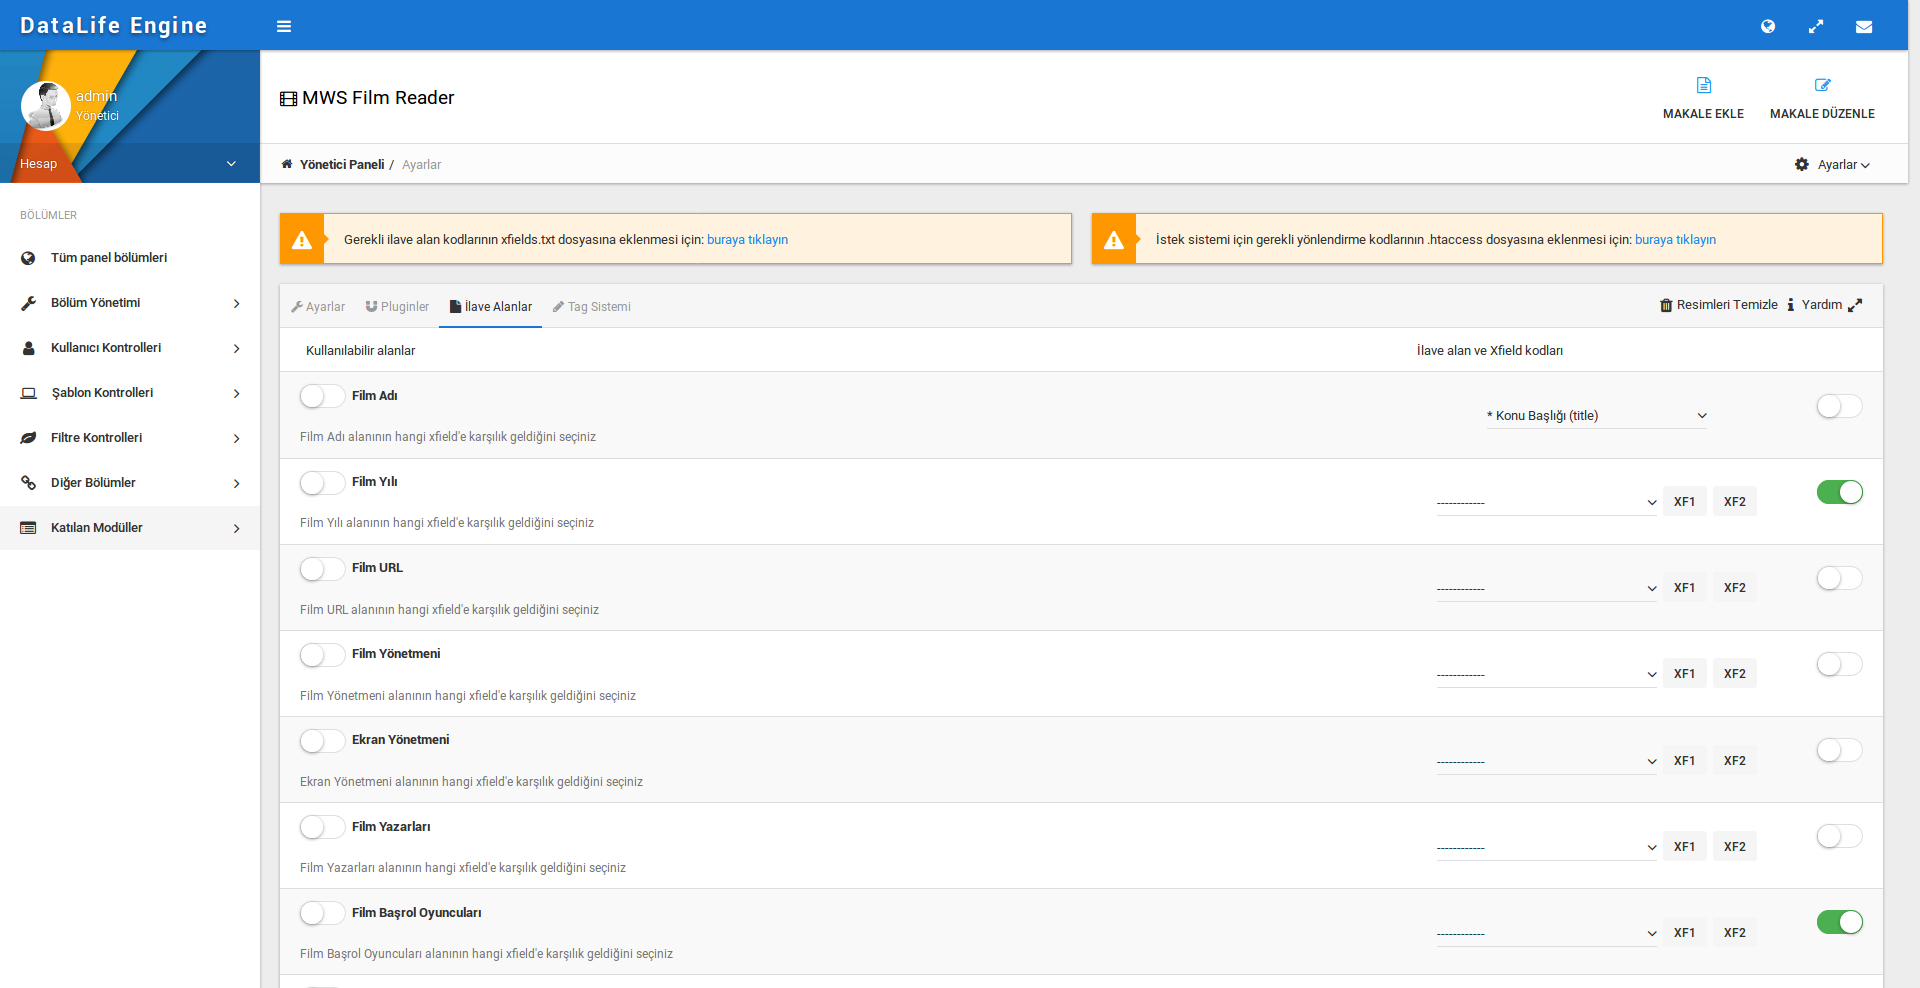 DataLife Engine
admin
Yönetici
Hesap
BÖLÜMLER
Tüm panel bölümleri
Bölüm Yönetimi
Kullanıcı Kontrolleri
Şablon Kontrolleri
Filtre Kontrolleri
Diğer Bölümler
Katılan Modüller
MWS Film Reader
MAKALE EKLE MAKALE DÜZENLE
Yönetici Paneli / Ayarlar
Ayarlar
Gerekli ilave alan kodlarının xfields.txt dosyasına eklenmesi için: buraya tıklayın
İstek sistemi için gerekli yönlendirme kodlarının .htaccess dosyasına eklenmesi için: buraya tıklayın
Ayarlar Pluginler İlave Alanlar Tag Sistemi
Resimleri Temizle Yardım
Kullanılabilir alanlar İlave alan ve Xfield kodları
Film Adı
* Konu Başlığı (title)
Film Adı alanının hangi xfield'e karşılık geldiğini seçiniz
Film Yılı
------------ XF1 XF2
Film Yılı alanının hangi xfield'e karşılık geldiğini seçiniz
Film URL
------------ XF1 XF2
Film URL alanının hangi xfield'e karşılık geldiğini seçiniz
Film Yönetmeni
------------ XF1 XF2
Film Yönetmeni alanının hangi xfield'e karşılık geldiğini seçiniz
Ekran Yönetmeni
------------ XF1 XF2
Ekran Yönetmeni alanının hangi xfield'e karşılık geldiğini seçiniz
Film Yazarları
------------ XF1 XF2
Film Yazarları alanının hangi xfield'e karşılık geldiğini seçiniz
Film Başrol Oyuncuları
------------ XF1 XF2
Film Başrol Oyuncuları alanının hangi xfield'e karşılık geldiğini seçiniz